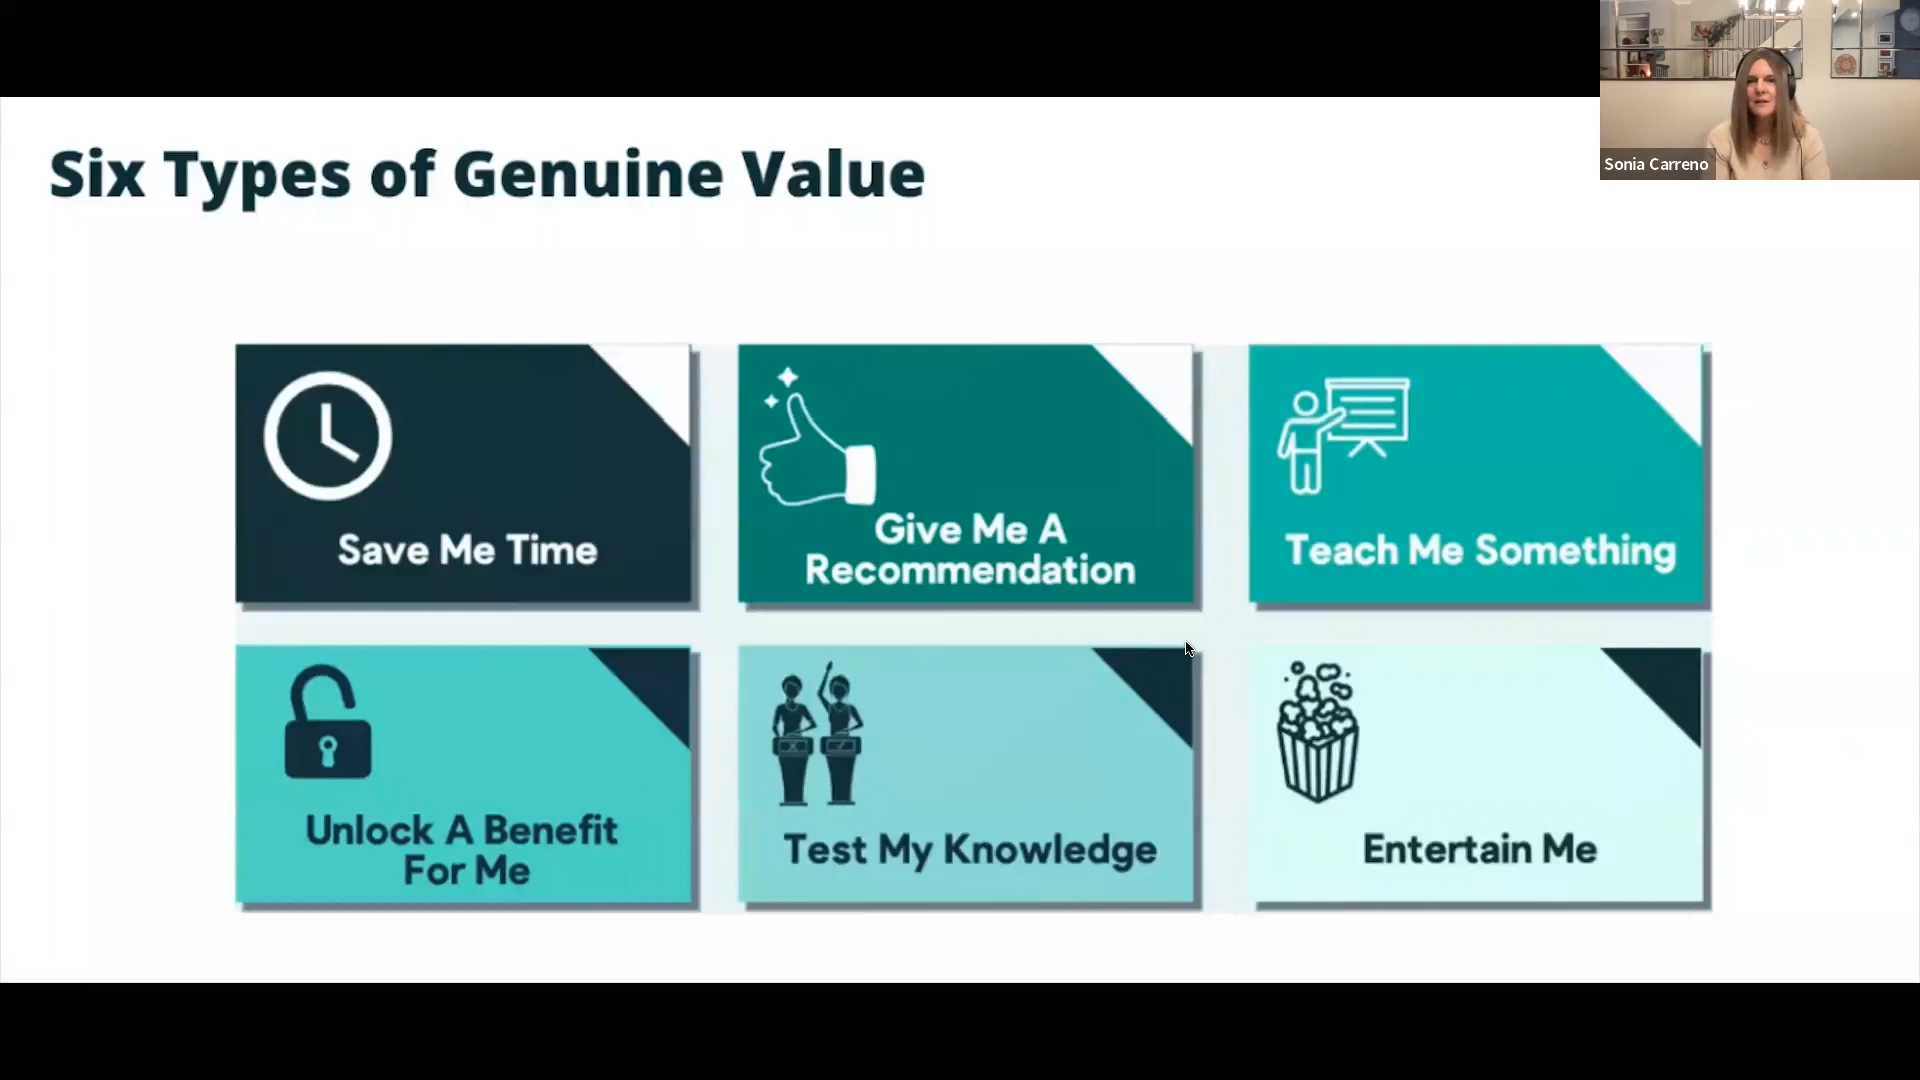 Sonia Carreno
Six Types of Genuine Value
Save Me Time
Give Me A
Recommendation
Teach Me Something
Unlock A Benefit
For Me
Test My Knowledge
Entertain Me